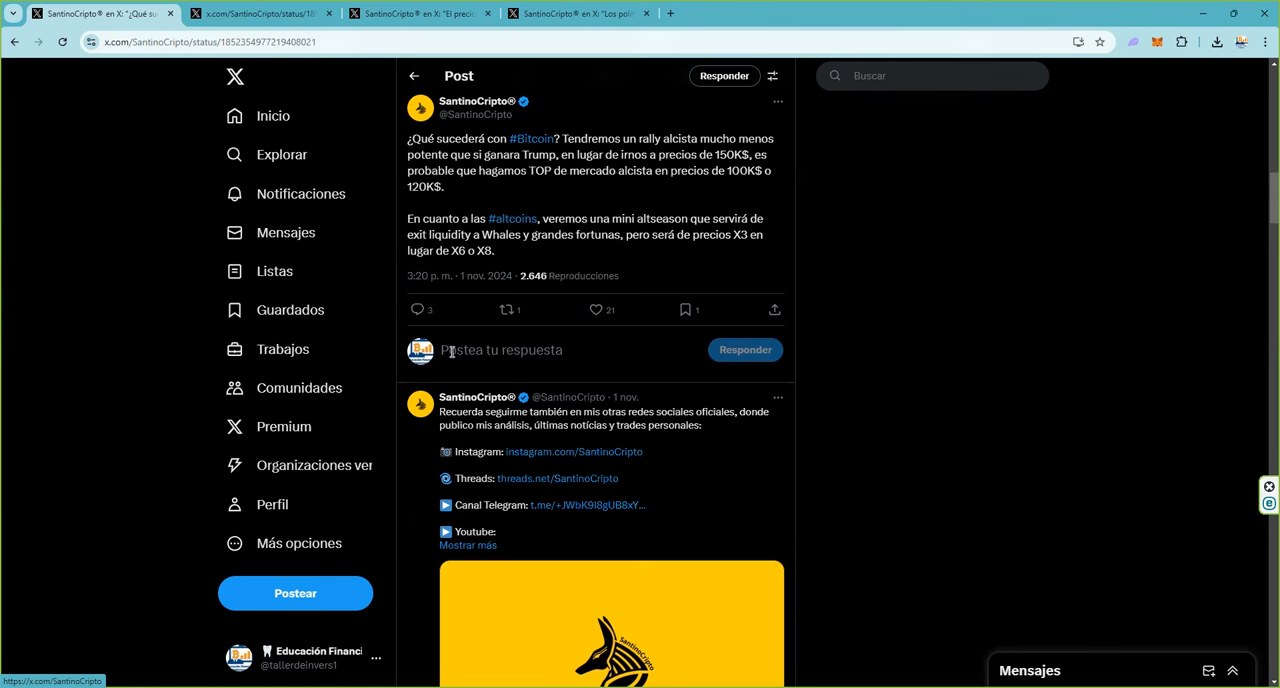 SantinoCripto® en X: "¿Qué su
x.com/SantinoCripto/status/18
SantinoCripto® en X: "El preci
SantinoCripto® en X: "Los poli
x.com/SantinoCripto/status/1852354977219408021
Post
Responder
Buscar
Inicio
Explorar
Notificaciones
Mensajes
Listas
Guardados
Trabajos
Comunidades
Premium
Organizaciones ver
Perfil
Más opciones
Postear
Educación Financi
@tallerdeinvers1
SantinoCripto®
@SantinoCripto
¿Qué sucederá con #Bitcoin? Tendremos un rally alcista mucho menos
potente que si ganara Trump, en lugar de irnos a precios de 150K$, es
probable que hagamos TOP de mercado alcista en precios de 100K$ o
120K$.
En cuanto a las #altcoins, veremos una mini altseason que servirá de
exit liquidity a Whales y grandes fortunas, pero será de precios X3 en
lugar de X6 o X8.
3:20 p. m. · 1 nov. 2024 · 2.646 Reproducciones
3
1
21
1
Postea tu respuesta
Responder
SantinoCripto® @SantinoCripto · 1 nov.
Recuerda seguirme también en mis otras redes sociales oficiales, donde
publico mis análisis, últimas notícias y trades personales:
Instagram: instagram.com/SantinoCripto
Threads: threads.net/SantinoCripto
Canal Telegram: t.me/+JWbK9I8gUB8xY…
Youtube:
Mostrar más
SantinoCripto
Mensajes
https://x.com/SantinoCripto